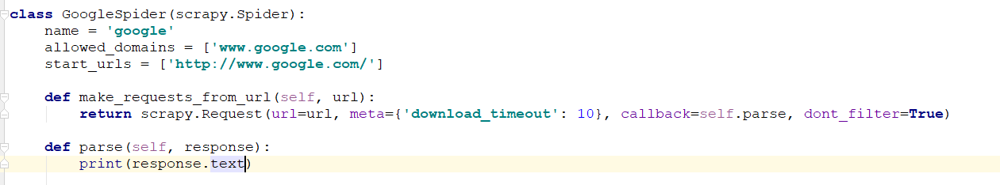 class GoogleSpider(scrapy.Spider):
    name = 'google'
    allowed_domains = ['www.google.com']
    start_urls = ['http://www.google.com/']
    def make_requests_from_url(self, url):
        return scrapy.Request(url=url, meta={'download_timeout': 10}, callback=self.parse, dont_filter=True)
    def parse(self, response):
        print(response.text)